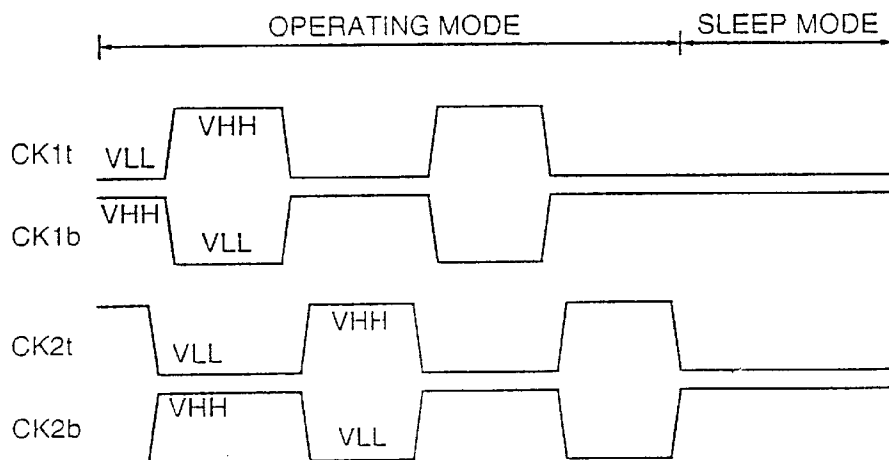 OPERATING MODE SLEEP MODE
VHH
CK1t VLL
VHH
CK1b VLL
VHH
CK2t VLL
VHH
CK2b VLL